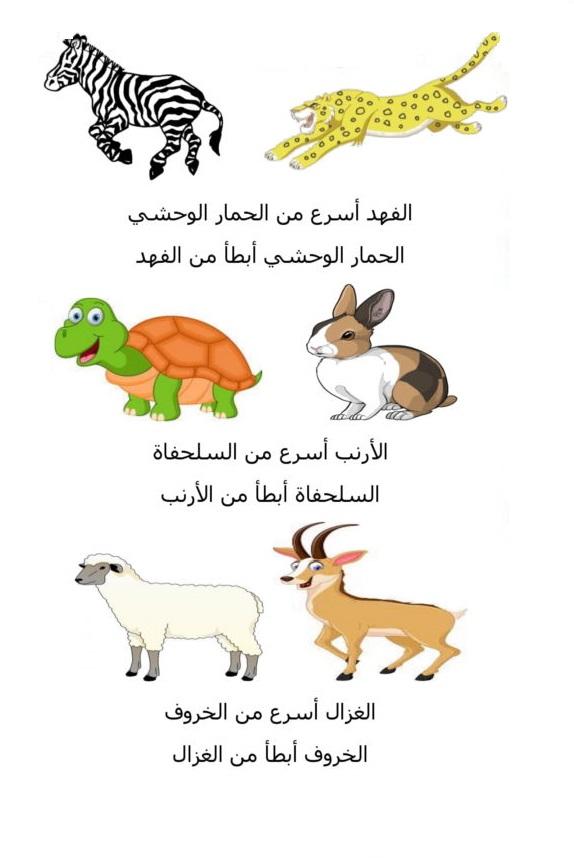 الفهد أسرع من الحمار الوحشي
الحمار الوحشي أبطأ من الفهد
الأرنب أسرع من السلحفاة
السلحفاة أبطأ من الأرنب
الغزال أسرع من الخروف
الخروف أبطأ من الغزال